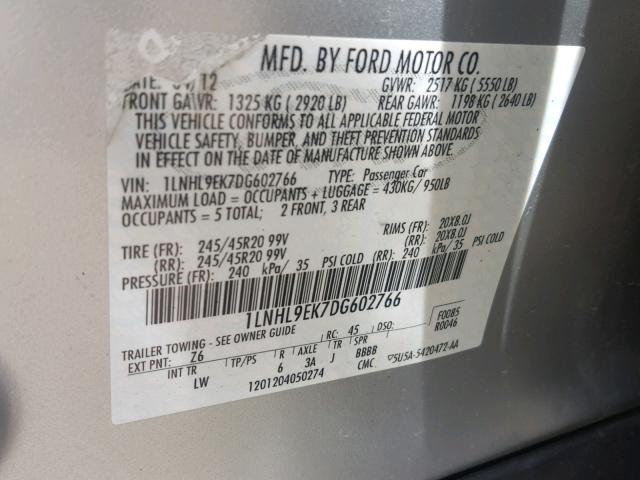 MFD. BY FORD MOTOR CO.
DATE: 04/12 GVWR: 2517 KG ( 5550 LB)
FRONT GAWR: 1325 KG ( 2920 LB) REAR GAWR: 1198 KG ( 2640 LB)
THIS VEHICLE CONFORMS TO ALL APPLICABLE FEDERAL MOTOR
VEHICLE SAFETY, BUMPER, AND THEFT PREVENTION STANDARDS
IN EFFECT ON THE DATE OF MANUFACTURE SHOWN ABOVE.
VIN: 1LNHL9EK7DG602766 TYPE: Passenger Car
MAXIMUM LOAD = OCCUPANTS + LUGGAGE = 430KG/ 950LB
OCCUPANTS = 5 TOTAL; 2 FRONT, 3 REAR
TIRE (FR): 245/45R20 99V RIMS (FR): 20X8.0J
(RR): 245/45R20 99V (RR): 20X8.0J
PRESSURE (FR): 240 kPa/ 35 PSI COLD (RR): 240 kPa/ 35 PSI COLD
1LNHL9EK7DG602766
TRAILER TOWING - SEE OWNER GUIDE RC: 45 DSO: F0085
EXT PNT: Z6 R0046
INT TR TP/PS R AXLE TR SPR
LW 6 3A J BBBB
1201204050274 CMC 5USA-5420472-AA